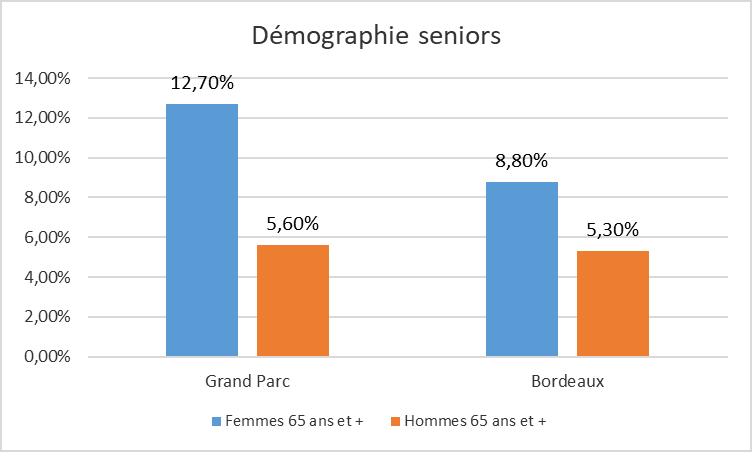 Démographie seniors
14,00%
12,00%
10,00%
8,00%
6,00%
4,00%
2,00%
0,00%
12,70%
5,60%
8,80%
5,30%
Grand Parc
Bordeaux
Femmes 65 ans et +
Hommes 65 ans et +